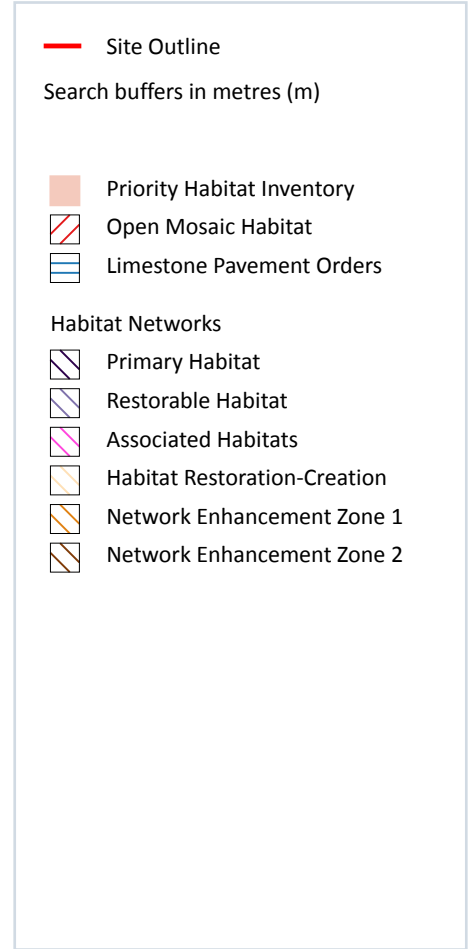 Site Outline
Search buffers in metres (m)
Priority Habitat Inventory
Open Mosaic Habitat
Limestone Pavement Orders
Habitat Networks
Primary Habitat
Restorable Habitat
Associated Habitats
Habitat Restoration-Creation
Network Enhancement Zone 1
Network Enhancement Zone 2